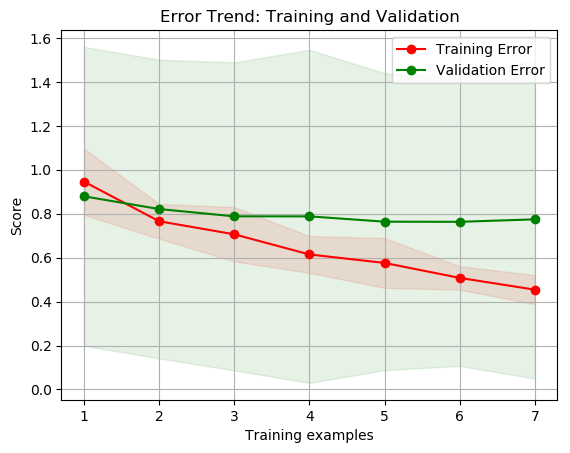 Error Trend: Training and Validation
Training Error
Validation Error
Score
1.6
1.4
1.2
1.0
0.8
0.6
0.4
0.2
0.0
1 2 3 4 5 6 7
Training examples